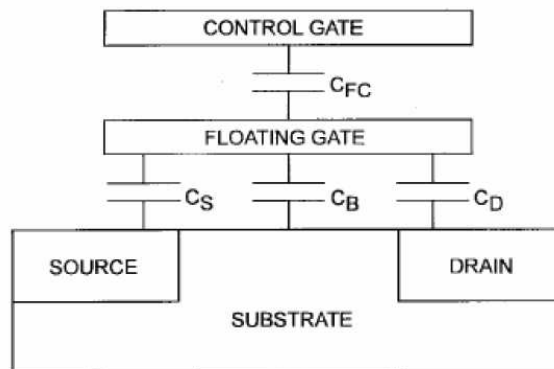 CONTROL GATE
CFC
FLOATING GATE
CS CB CD
SOURCE DRAIN
SUBSTRATE